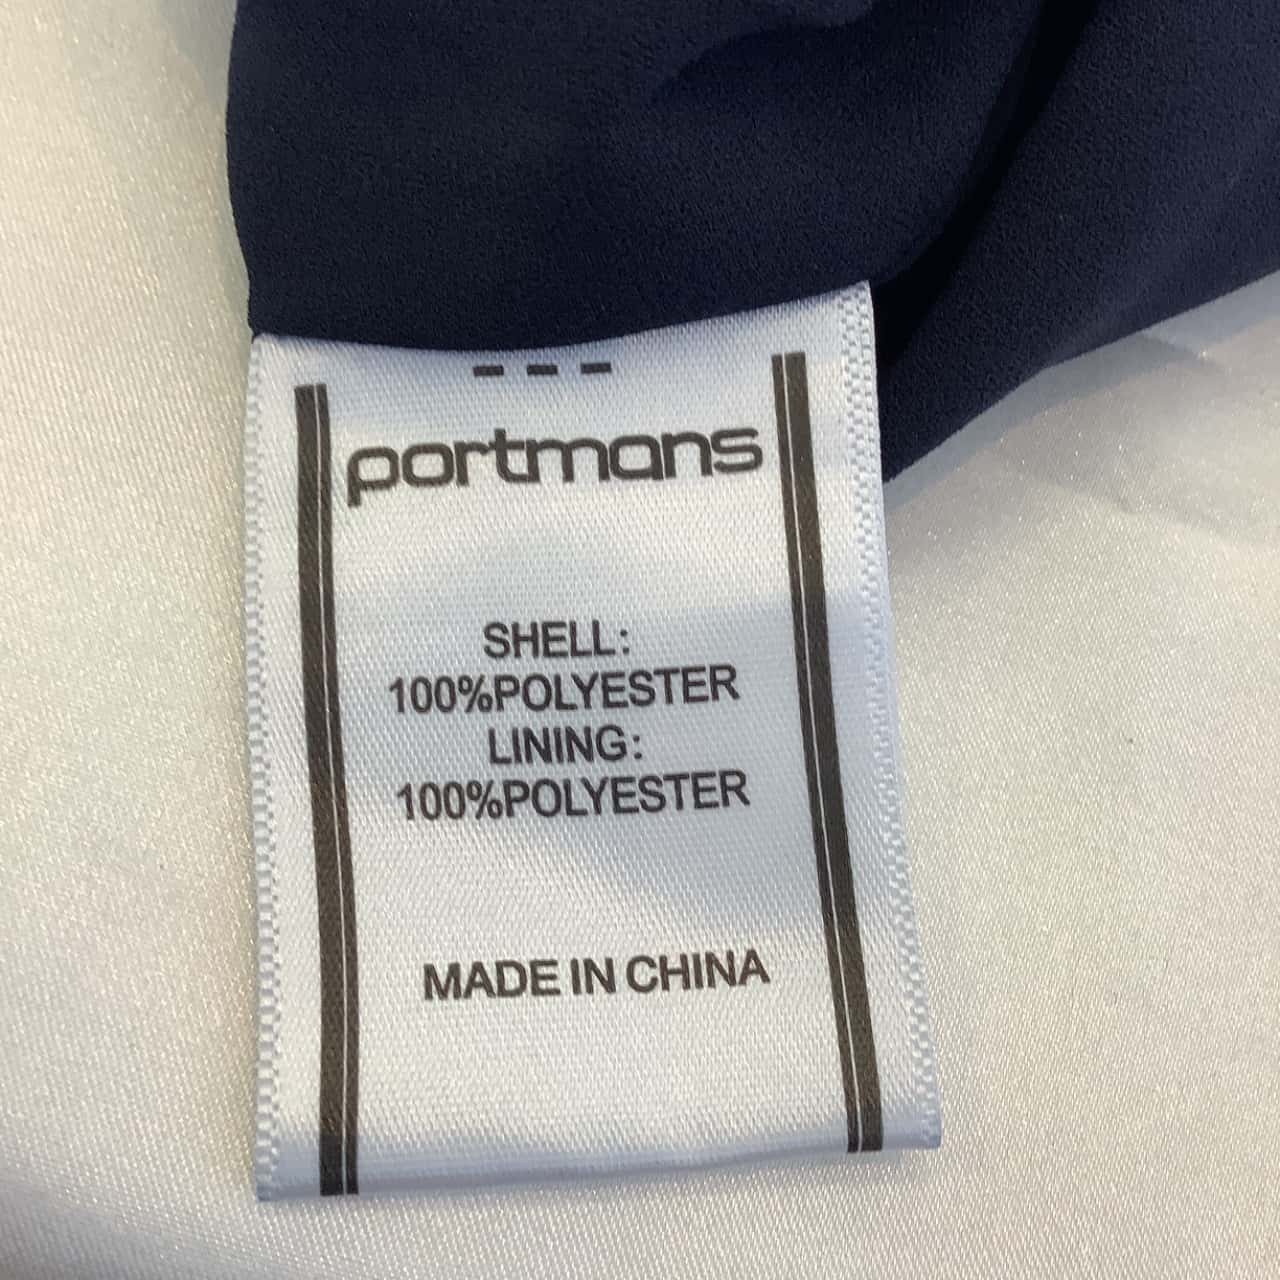 portmans
SHELL:
100%POLYESTER
LINING:
100%POLYESTER
MADE IN CHINA